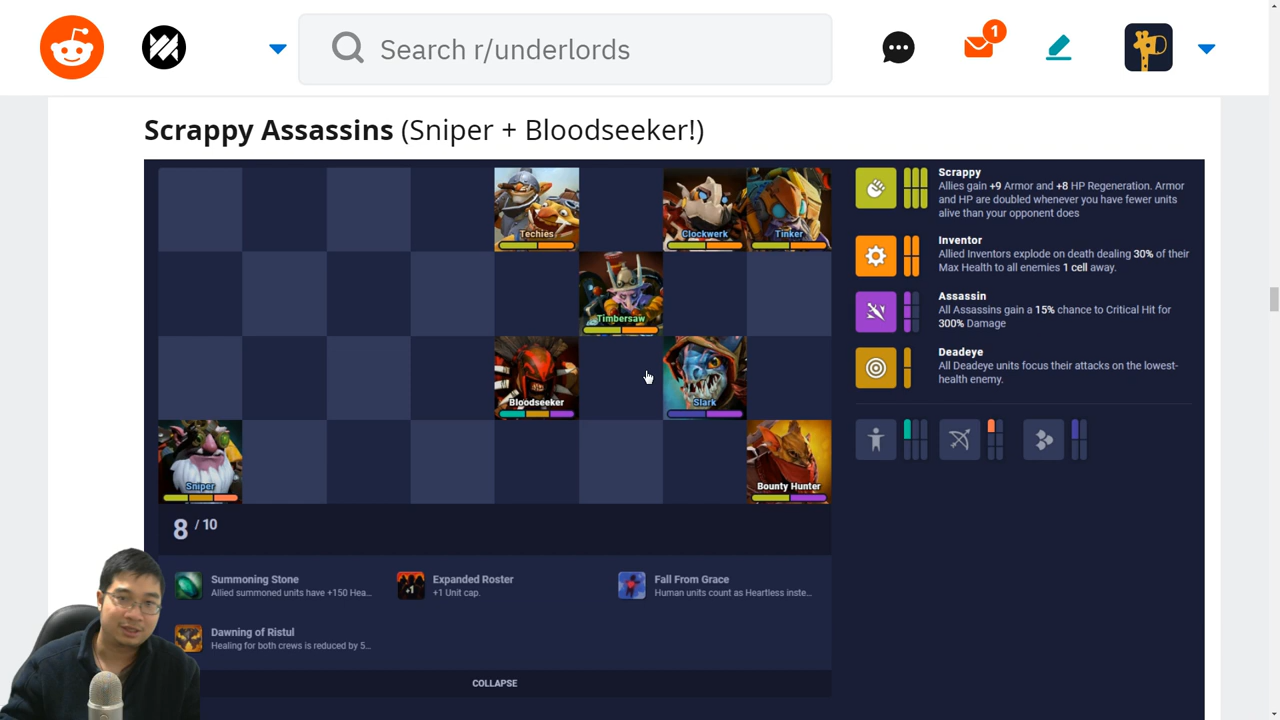 Search r/underlords
1
Scrappy Assassins (Sniper + Bloodseeker!)
Techies
Clockwerk
Tinker
Timbersaw
Bloodseeker
Slark
Sniper
Bounty Hunter
Scrappy
Allies gain +9 Armor and +8 HP Regeneration. Armor
and HP are doubled whenever you have fewer units
alive than your opponent does
Inventor
Allied Inventors explode on death dealing 30% of their
Max Health to all enemies 1 cell away.
Assassin
All Assassins gain a 15% chance to Critical Hit for
300% Damage
Deadeye
All Deadeye units focus their attacks on the lowest-
health enemy.
8 / 10
Summoning Stone
Allied summoned units have +150 Hea...
+1
Expanded Roster
+1 Unit cap.
Fall From Grace
Human units count as Heartless inste...
Dawning of Ristul
Healing for both crews is reduced by 5...
COLLAPSE